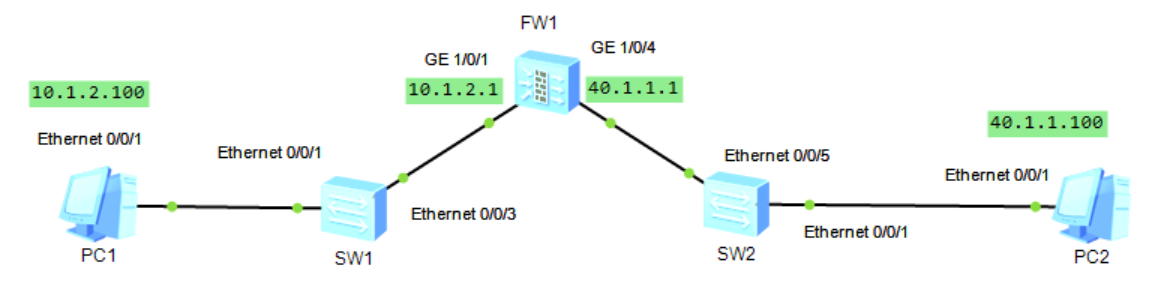 FW1
GE 1/0/1
GE 1/0/4
10.1.2.100
10.1.2.1
40.1.1.1
40.1.1.100
Ethernet 0/0/1
Ethernet 0/0/1
Ethernet 0/0/5
Ethernet 0/0/1
Ethernet 0/0/3
Ethernet 0/0/1
PC1
SW1
SW2
PC2